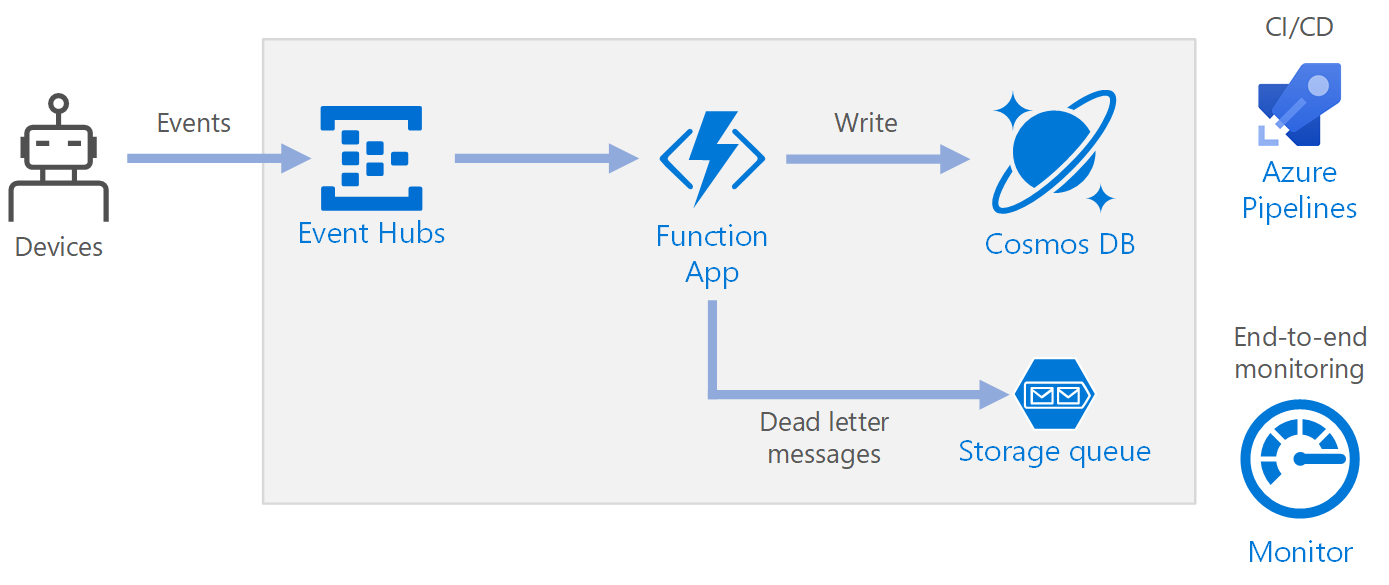 Devices
Events
Event Hubs
Function
App
Write
Cosmos DB
Dead letter
messages
Storage queue
CI/CD
Azure
Pipelines
End-to-end
monitoring
Monitor